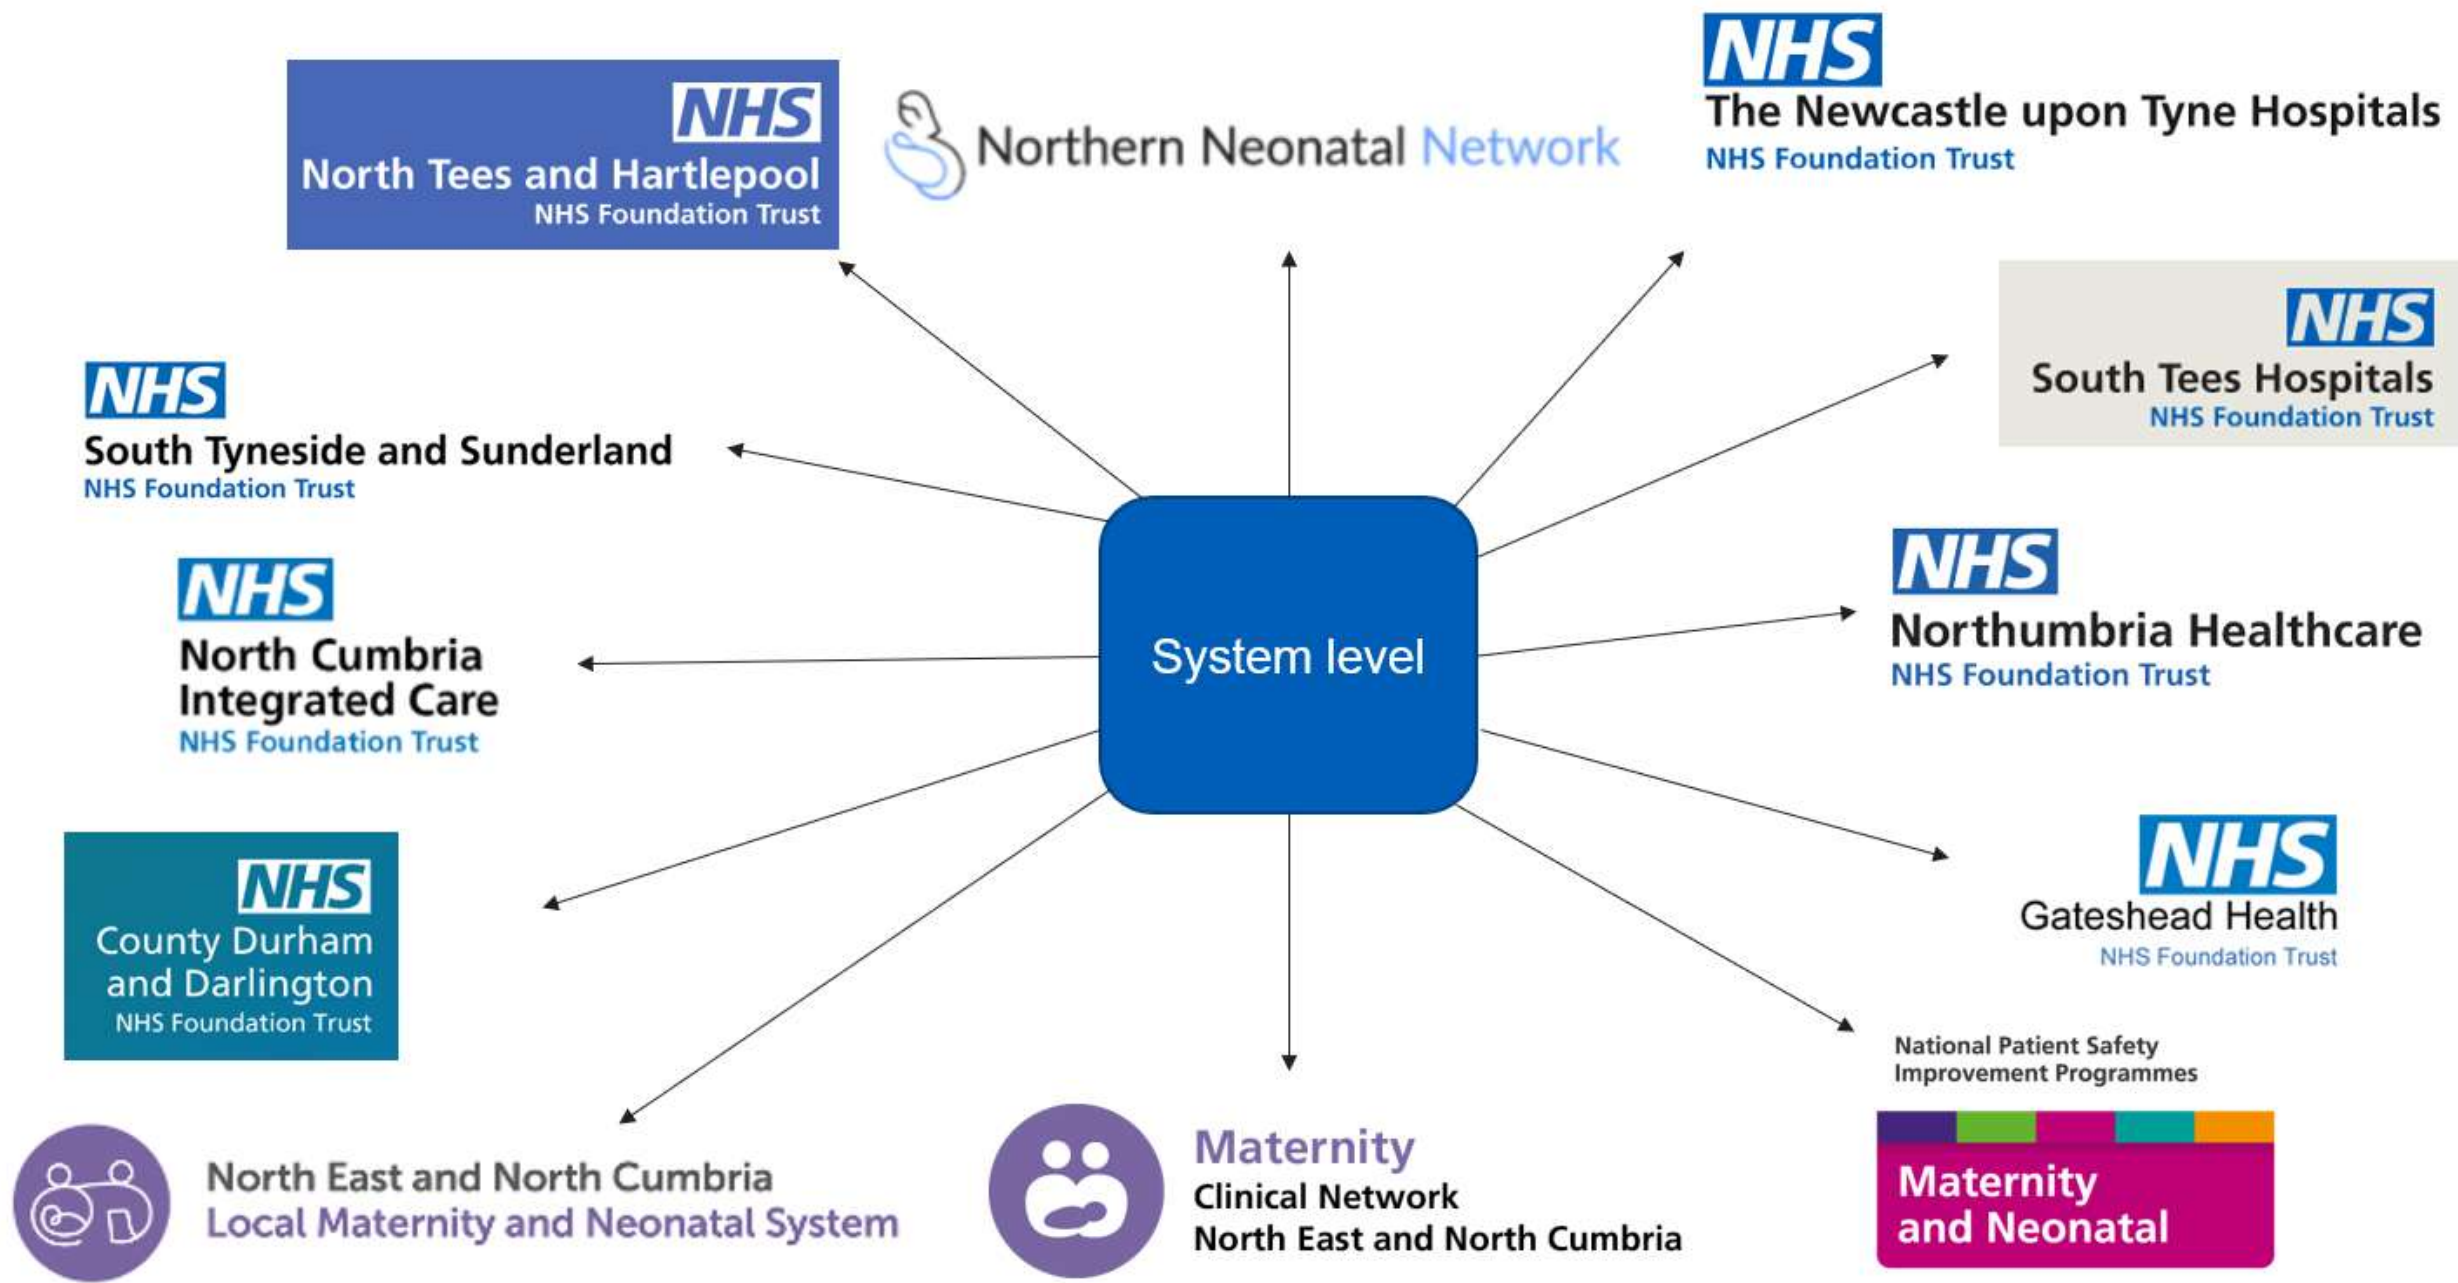 NHS
North Tees and Hartlepool
NHS Foundation Trust
Northern Neonatal Network
NHS
The Newcastle upon Tyne Hospitals
NHS Foundation Trust
NHS
South Tees Hospitals
NHS Foundation Trust
NHS
South Tyneside and Sunderland
NHS Foundation Trust
System level
NHS
Northumbria Healthcare
NHS Foundation Trust
NHS
North Cumbria
Integrated Care
NHS Foundation Trust
NHS
Gateshead Health
NHS Foundation Trust
NHS
County Durham
and Darlington
NHS Foundation Trust
National Patient Safety
Improvement Programmes
Maternity
and Neonatal
North East and North Cumbria
Local Maternity and Neonatal System
Maternity
Clinical Network
North East and North Cumbria